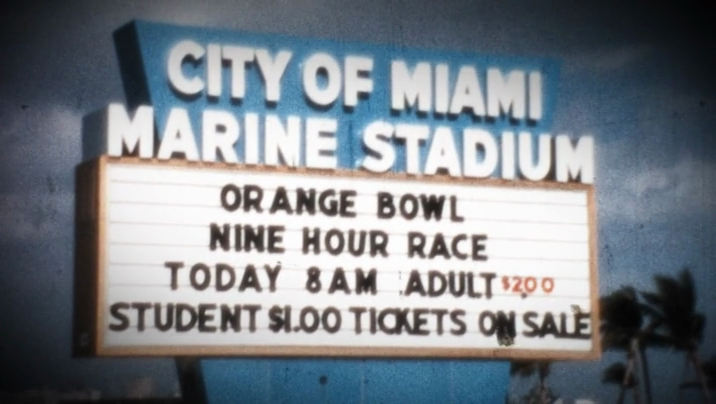 CITY OF MIAMI
MARINE STADIUM
ORANGE BOWL
NINE HOUR RACE
TODAY 8AM ADULT $2.00
STUDENT $1.00 TICKETS ON SALE